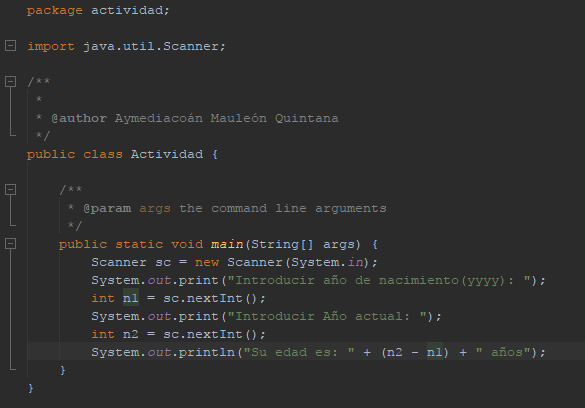 package actividad;
import java.util.Scanner;
/**
 *
 * @author Aymediacoán Mauleón Quintana
 */
public class Actividad {
    /**
     * @param args the command line arguments
     */
    public static void main(String[] args) {
        Scanner sc = new Scanner(System.in);
        System.out.print("Introducir año de nacimiento(yyyy): ");
        int n1 = sc.nextInt();
        System.out.print("Introducir Año actual: ");
        int n2 = sc.nextInt();
        System.out.println("Su edad es: " + (n2 - n1) + " años");
    }
}